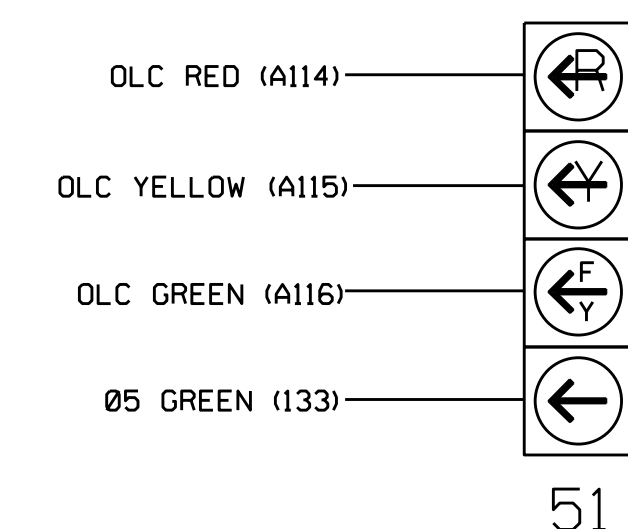 OLC RED (A114)
R
OLC YELLOW (A115)
Y
OLC GREEN (A116)
F
Y
Ø5 GREEN (133)
51